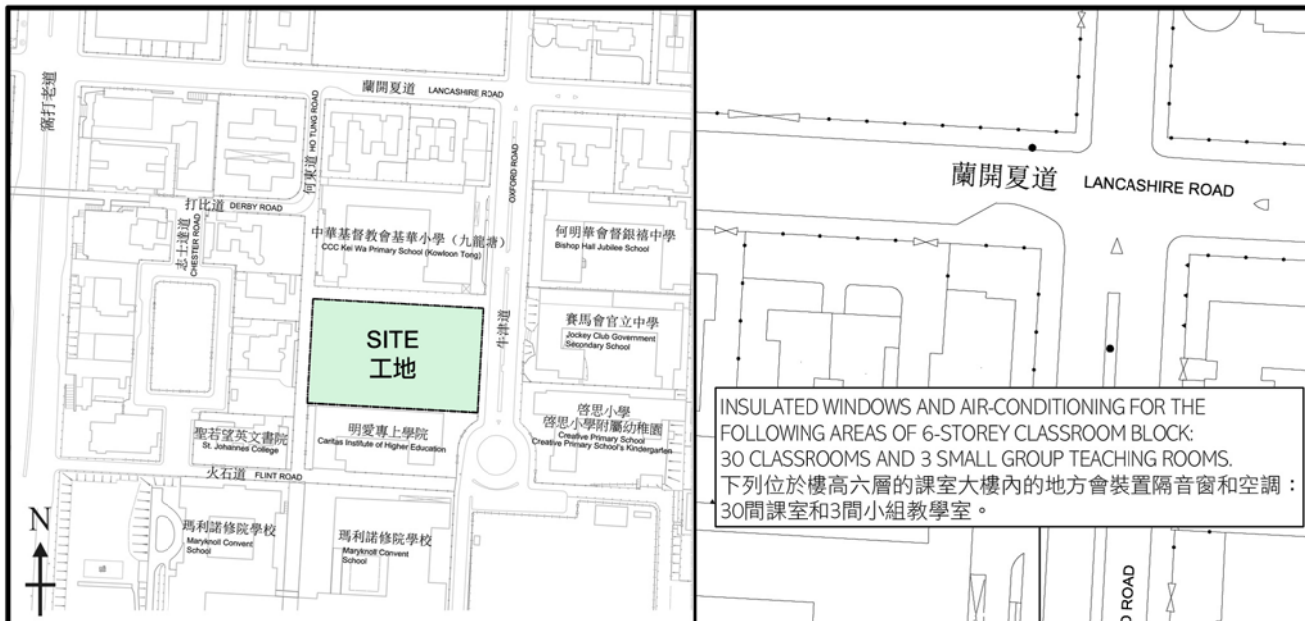 蘭開夏道 LANCASHIRE ROAD
窩打老道
何東道 HO TUNG ROAD
OXFORD ROAD
打比道 DERBY ROAD
志士達道
CHESTER ROAD
中華基督教會基華小學（九龍塘）
CCC Kei Wa Primary School (Kowloon Tong)
何明華會督銀禧中學
Bishop Hall Jubilee School
SITE
工地
牛津道
賽馬會官立中學
Jockey Club Government
Secondary School
聖若望英文書院
St. Johannes College
明愛專上學院
Caritas Institute of Higher Education
啓思小學
啓思小學附屬幼稚園
Creative Primary School
Creative Primary School's Kindergarten
火石道 FLINT ROAD
瑪利諾修院學校
Maryknoll Convent
School
瑪利諾修院學校
Maryknoll Convent
School
N
蘭開夏道 LANCASHIRE ROAD
INSULATED WINDOWS AND AIR-CONDITIONING FOR THE
FOLLOWING AREAS OF 6-STOREY CLASSROOM BLOCK:
30 CLASSROOMS AND 3 SMALL GROUP TEACHING ROOMS.
下列位於樓高六層的課室大樓內的地方會裝置隔音窗和空調：
30間課室和3間小組教學室。
D ROAD